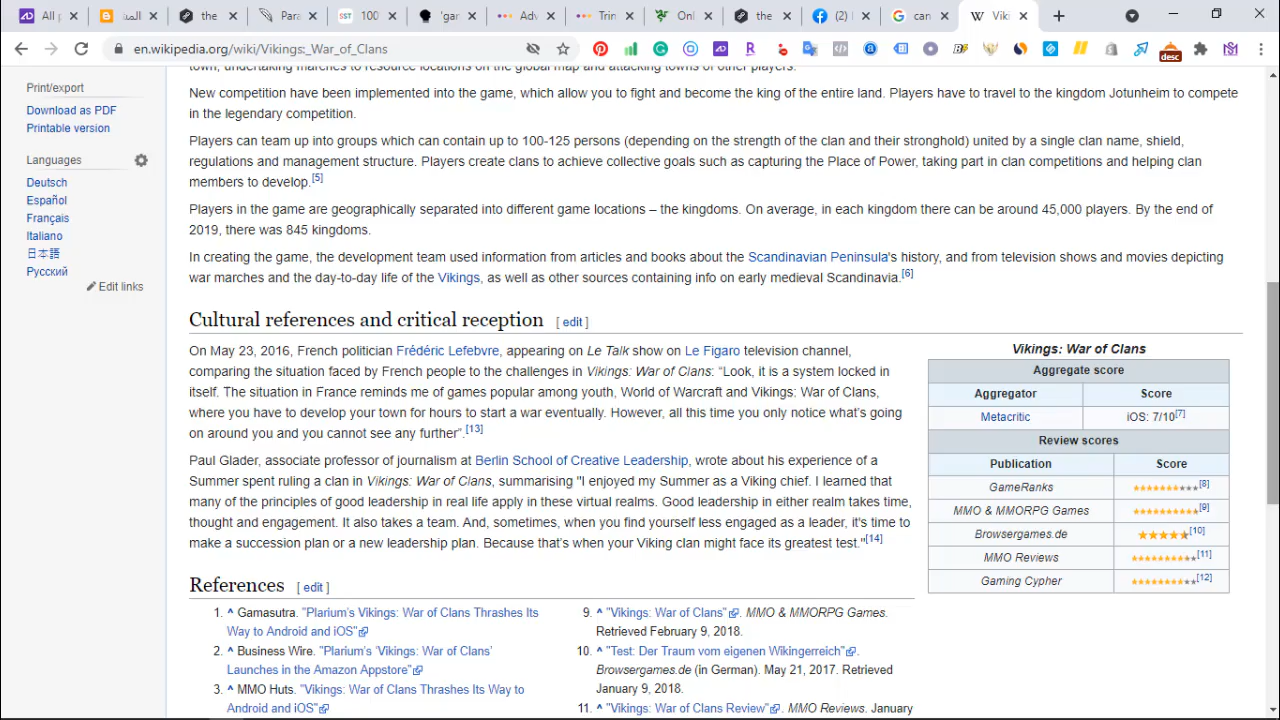 All p
المذ
the
Para
SST
100
'gar
Adv
Trin
Onl
the
(2)
can
Viki
en.wikipedia.org/wiki/Vikings:_War_of_Clans
desc
Print/export
Download as PDF
Printable version
Languages
Deutsch
Español
Français
Italiano
日本語
Русский
Edit links
town, undertaking marches to resource locations on the global map and attacking towns of other players.
New competition have been implemented into the game, which allow you to fight and become the king of the entire land. Players have to travel to the kingdom Jotunheim to compete
in the legendary competition.
Players can team up into groups which can contain up to 100-125 persons (depending on the strength of the clan and their stronghold) united by a single clan name, shield,
regulations and management structure. Players create clans to achieve collective goals such as capturing the Place of Power, taking part in clan competitions and helping clan
members to develop.[5]
Players in the game are geographically separated into different game locations – the kingdoms. On average, in each kingdom there can be around 45,000 players. By the end of
2019, there was 845 kingdoms.
In creating the game, the development team used information from articles and books about the Scandinavian Peninsula's history, and from television shows and movies depicting
war marches and the day-to-day life of the Vikings, as well as other sources containing info on early medieval Scandinavia.[6]
Cultural references and critical reception [ edit ]
On May 23, 2016, French politician Frédéric Lefebvre, appearing on Le Talk show on Le Figaro television channel,
comparing the situation faced by French people to the challenges in Vikings: War of Clans: “Look, it is a system locked in
itself. The situation in France reminds me of games popular among youth, World of Warcraft and Vikings: War of Clans,
where you have to develop your town for hours to start a war eventually. However, all this time you only notice what’s going
on around you and you cannot see any further”.[13]
Paul Glader, associate professor of journalism at Berlin School of Creative Leadership, wrote about his experience of a
Summer spent ruling a clan in Vikings: War of Clans, summarising "I enjoyed my Summer as a Viking chief. I learned that
many of the principles of good leadership in real life apply in these virtual realms. Good leadership in either realm takes time,
thought and engagement. It also takes a team. And, sometimes, when you find yourself less engaged as a leader, it's time to
make a succession plan or a new leadership plan. Because that’s when your Viking clan might face its greatest test."[14]
Vikings: War of Clans
Aggregate score
Aggregator Score
Metacritic iOS: 7/10[7]
Review scores
Publication Score
GameRanks [8]
MMO & MMORPG Games [9]
Browsergames.de [10]
MMO Reviews [11]
Gaming Cypher [12]
References [ edit ]
1. ^ Gamasutra. "Plarium's Vikings: War of Clans Thrashes Its
Way to Android and iOS"
2. ^ Business Wire. "Plarium's 'Vikings: War of Clans'
Launches in the Amazon Appstore"
3. ^ MMO Huts. "Vikings: War of Clans Thrashes Its Way to
Android and iOS"
9. ^ "Vikings: War of Clans". MMO & MMORPG Games.
Retrieved February 9, 2018.
10. ^ "Test: Der Traum vom eigenen Wikingerreich".
Browsergames.de (in German). May 21, 2017. Retrieved
January 9, 2018.
11. ^ "Vikings: War of Clans Review". MMO Reviews. January